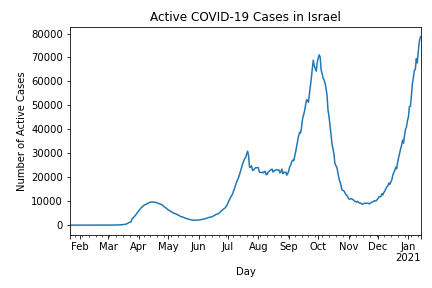 Active COVID-19 Cases in Israel
Number of Active Cases
80000
70000
60000
50000
40000
30000
20000
10000
0
Feb Mar Apr May Jun Jul Aug Sep Oct Nov Dec Jan
2021
Day